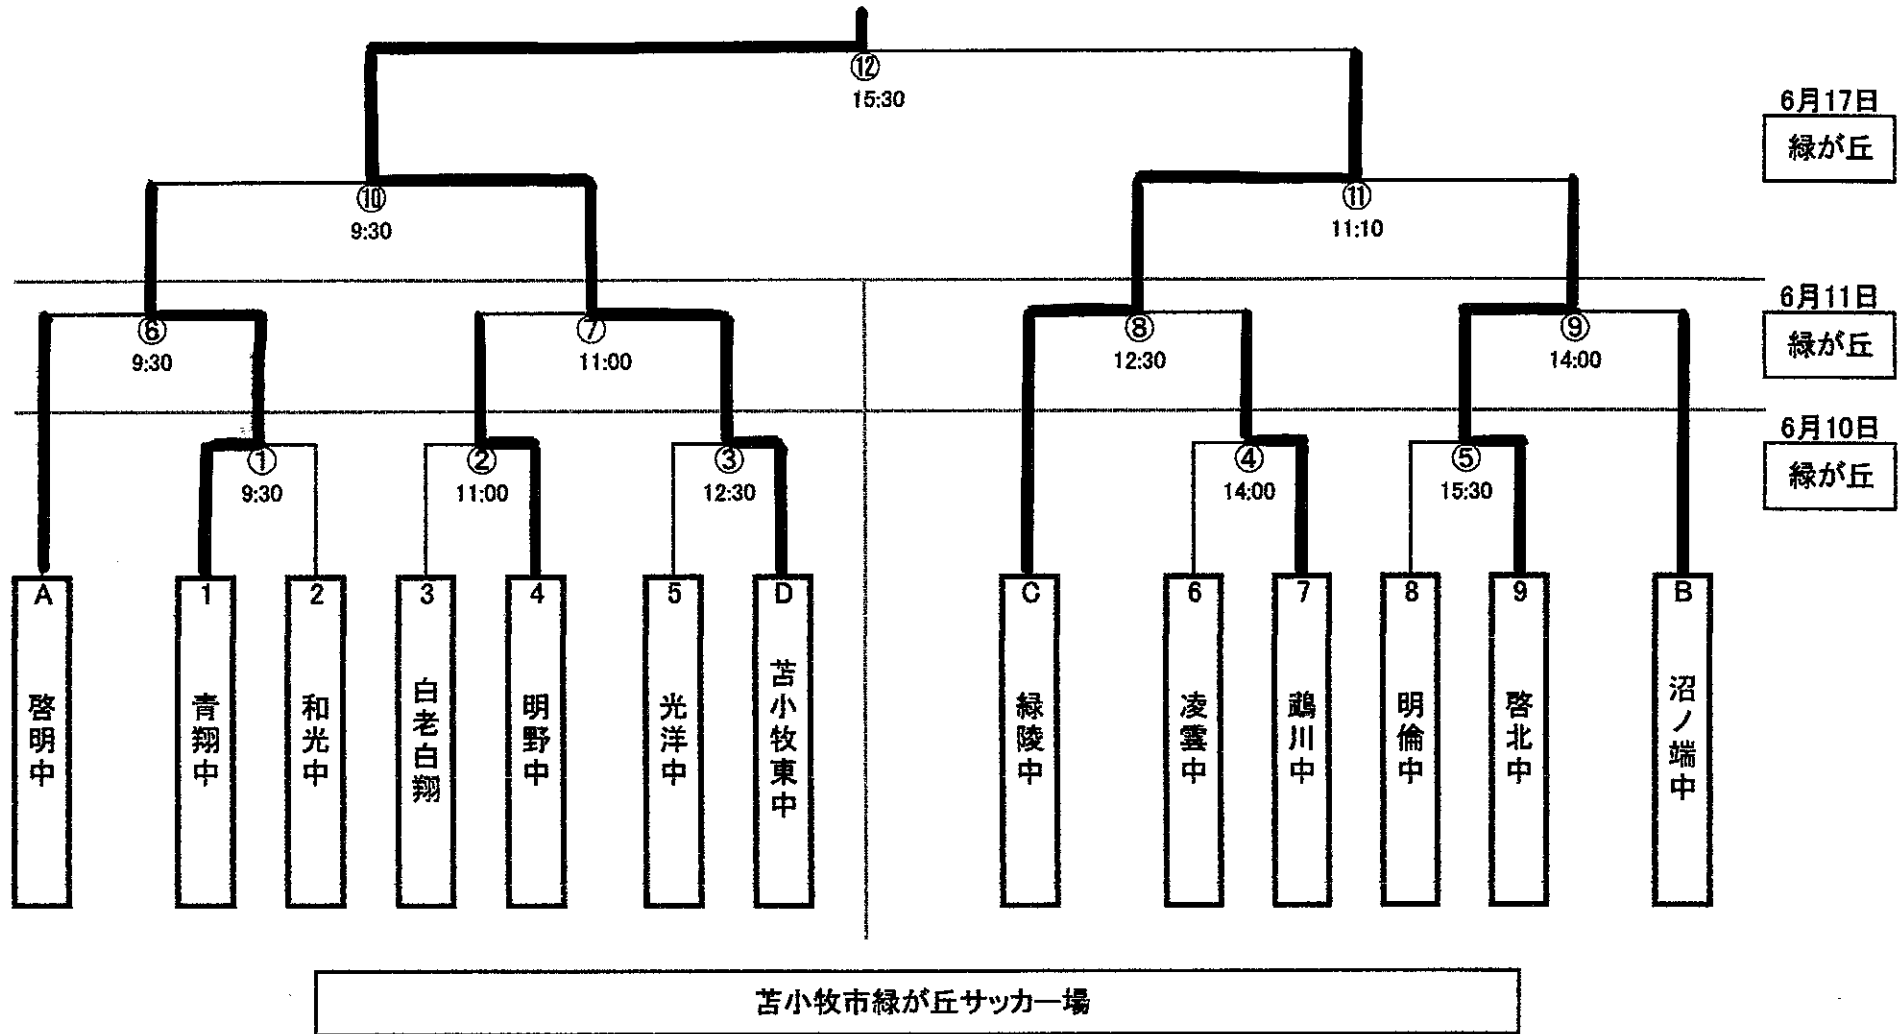 ⑫
15:30
6月17日
緑が丘
⑩
9:30
⑪
11:10
6月11日
緑が丘
⑥
9:30
⑦
11:00
⑧
12:30
⑨
14:00
6月10日
緑が丘
①
9:30
②
11:00
③
12:30
④
14:00
⑤
15:30
A
啓明中
1
青翔中
2
和光中
3
白老白翔
4
明野中
5
光洋中
D
苫小牧東中
C
緑陵中
6
凌雲中
7
鵡川中
8
明倫中
9
啓北中
B
沼ノ端中
苫小牧市緑が丘サッカー場